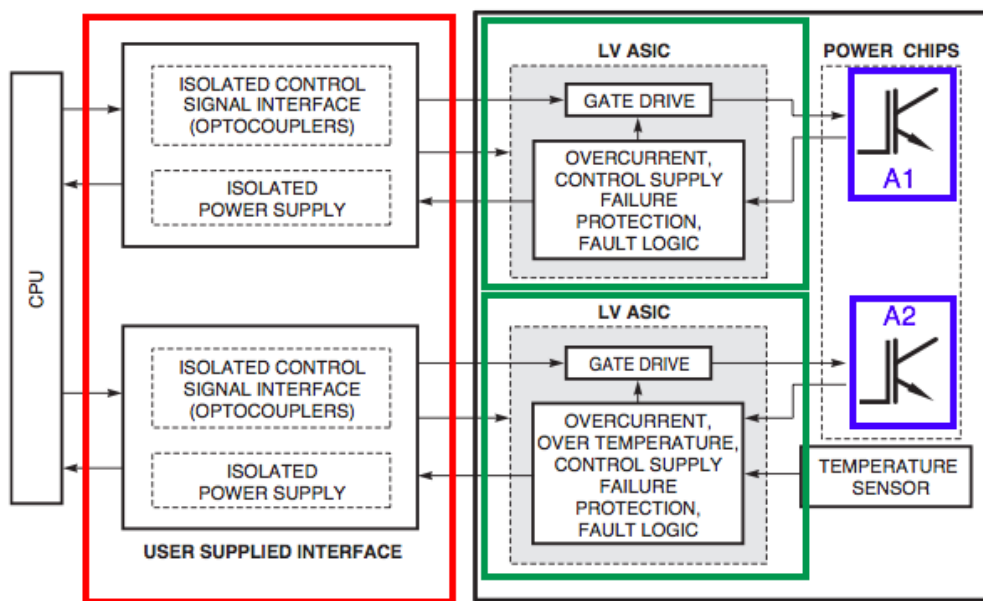 LV ASIC
POWER CHIPS
ISOLATED CONTROL
SIGNAL INTERFACE
(OPTOCOUPLERS)
GATE DRIVE
A1
OVERCURRENT,
CONTROL SUPPLY
FAILURE
PROTECTION,
FAULT LOGIC
ISOLATED
POWER SUPPLY
CPU
LV ASIC
A2
GATE DRIVE
ISOLATED CONTROL
SIGNAL INTERFACE
(OPTOCOUPLERS)
OVERCURRENT,
OVER TEMPERATURE,
CONTROL SUPPLY
FAILURE
PROTECTION,
FAULT LOGIC
ISOLATED
POWER SUPPLY
TEMPERATURE
SENSOR
USER SUPPLIED INTERFACE